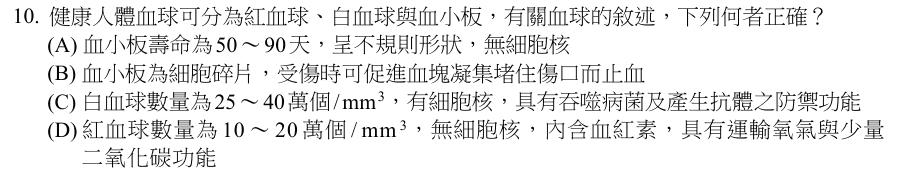 10. 健康人體血球可分為紅血球、白血球與血小板，有關血球的敘述，下列何者正確？
(A) 血小板壽命為 50～90 天，呈不規則形狀，無細胞核
(B) 血小板為細胞碎片，受傷時可促進血塊凝集堵住傷口而止血
(C) 白血球數量為 25～40 萬個/mm³，有細胞核，具有吞噬病菌及產生抗體之防禦功能
(D) 紅血球數量為 10～20 萬個/mm³，無細胞核，內含血紅素，具有運輸氧氣與少量
二氧化碳功能